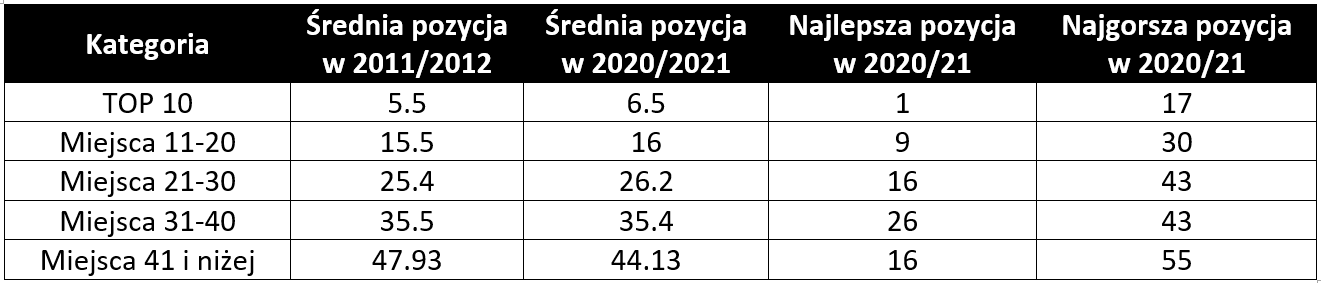 Kategoria Średnia pozycja w 2011/2012 Średnia pozycja w 2020/2021 Najlepsza pozycja w 2020/21 Najgorsza pozycja w 2020/21
TOP 10 5.5 6.5 1 17
Miejsca 11-20 15.5 16 9 30
Miejsca 21-30 25.4 26.2 16 43
Miejsca 31-40 35.5 35.4 26 43
Miejsca 41 i niżej 47.93 44.13 16 55